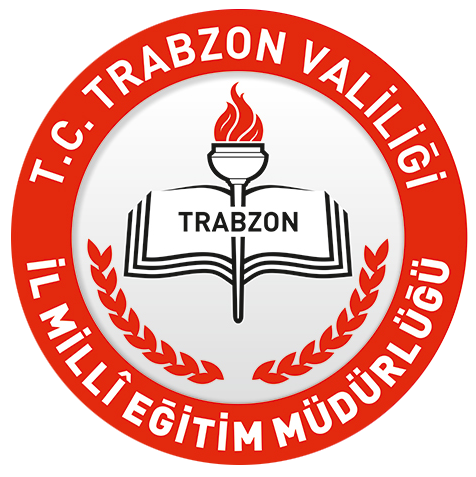 T.C. TRABZON VALİLİĞİ
TRABZON
İL MİLLÎ EĞİTİM MÜDÜRLÜĞÜ